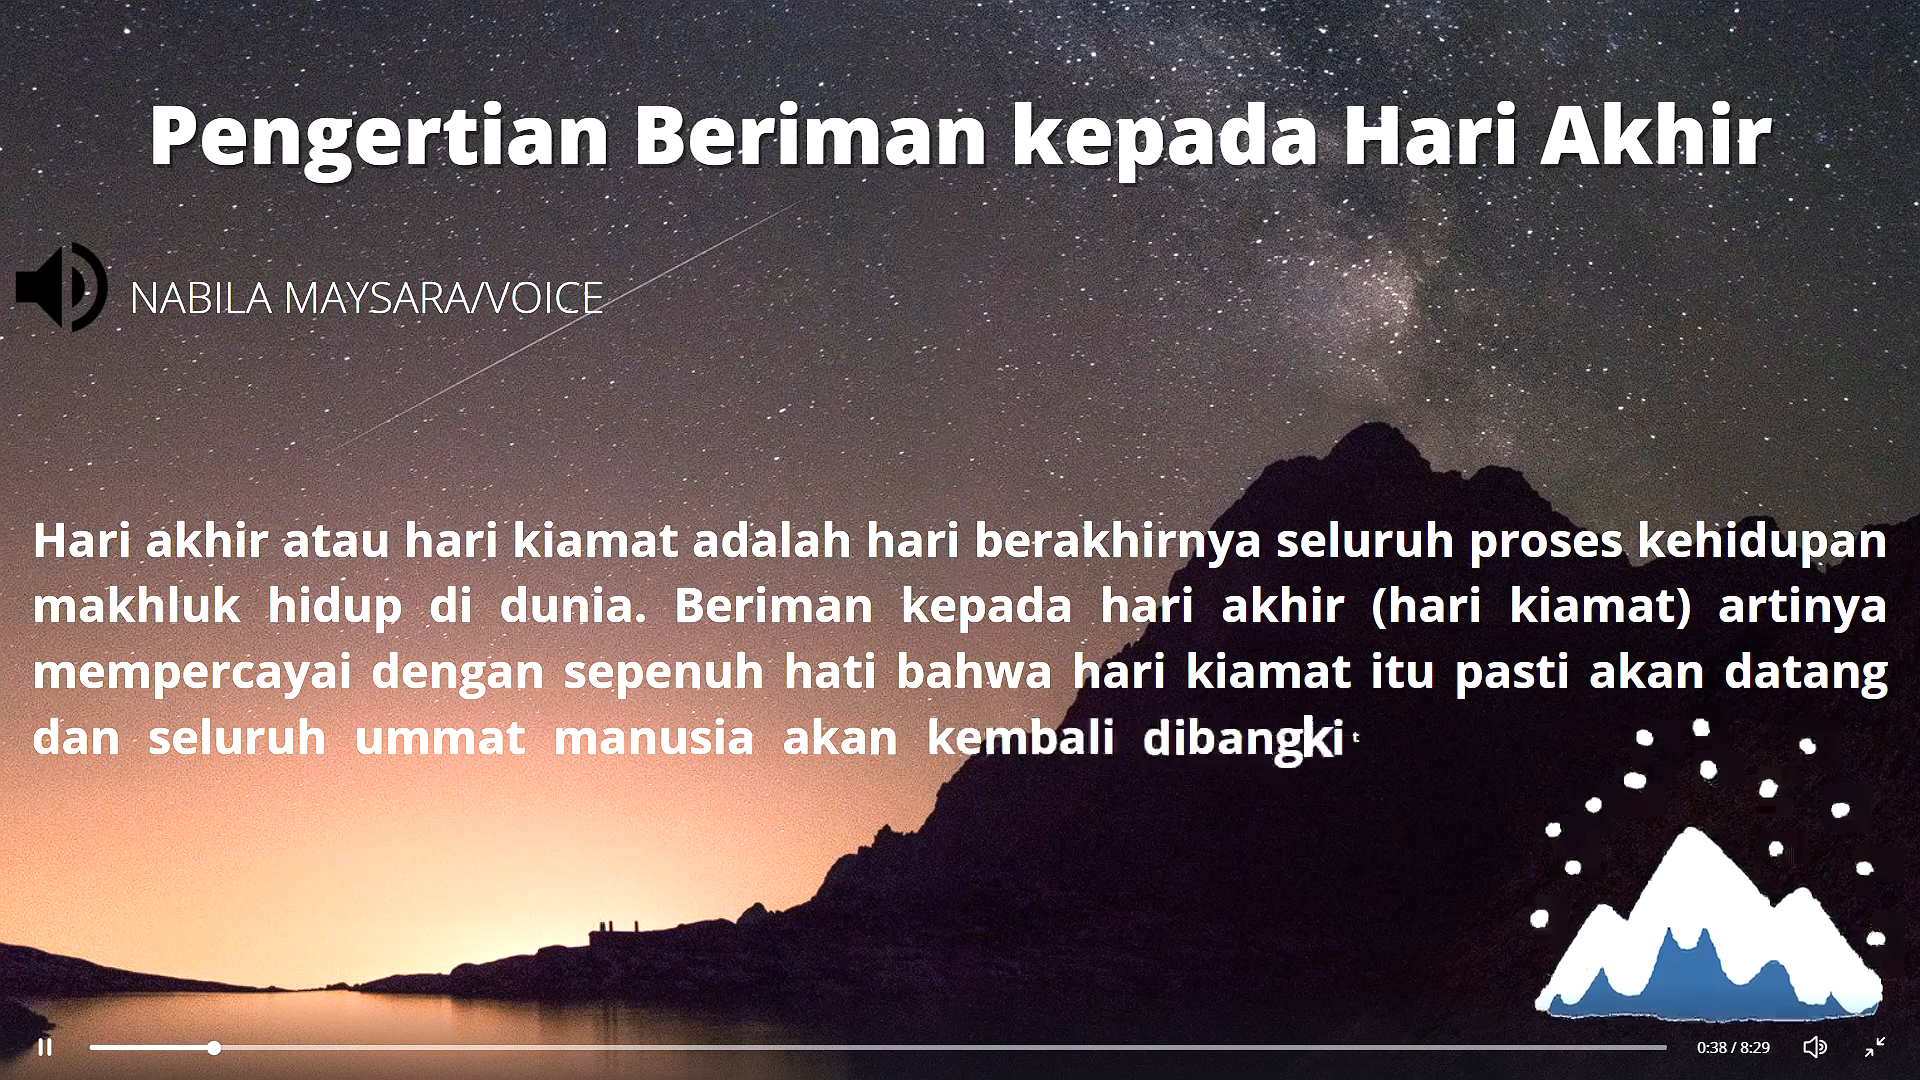 Pengertian Beriman kepada Hari Akhir
NABILA MAYSARA/VOICE
Hari akhir atau hari kiamat adalah hari berakhirnya seluruh proses kehidupan
makhluk hidup di dunia. Beriman kepada hari akhir (hari kiamat) artinya
mempercayai dengan sepenuh hati bahwa hari kiamat itu pasti akan datang
dan seluruh ummat manusia akan kembali dibangkit
0:38 / 8:29